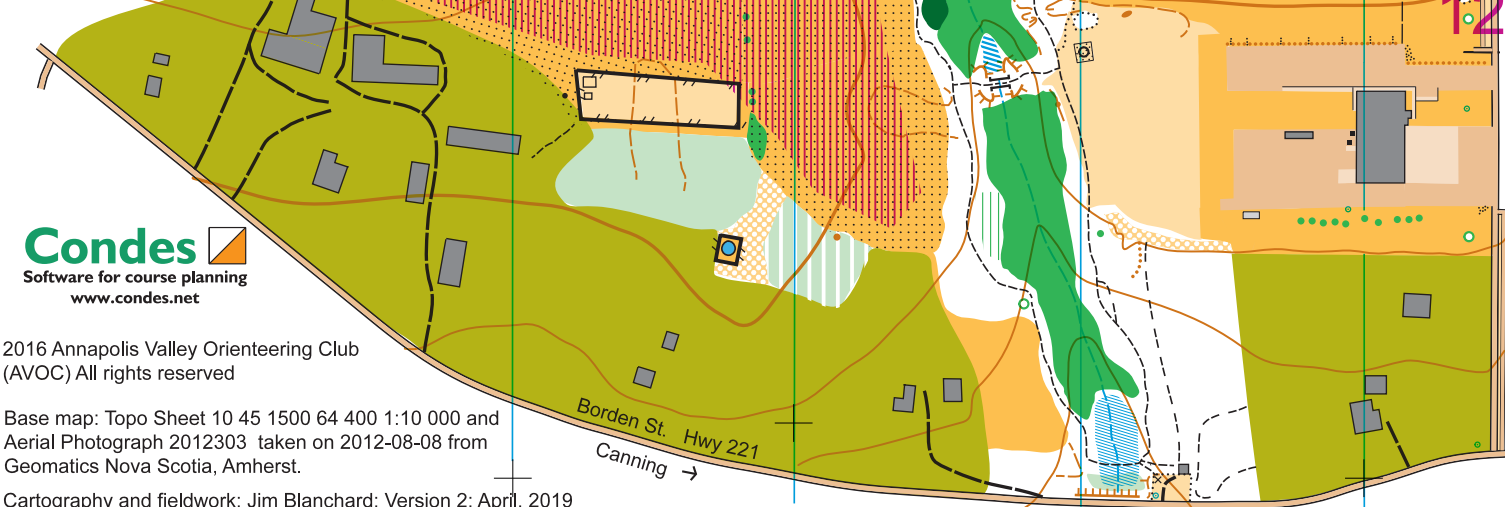 12
Condes
Software for course planning
www.condes.net
2016 Annapolis Valley Orienteering Club
(AVOC) All rights reserved
Base map: Topo Sheet 10 45 1500 64 400 1:10 000 and
Aerial Photograph 2012303 taken on 2012-08-08 from
Geomatics Nova Scotia, Amherst.
Cartography and fieldwork: Jim Blanchard: Version 2: April, 2019
Borden St. Hwy 221
Canning →